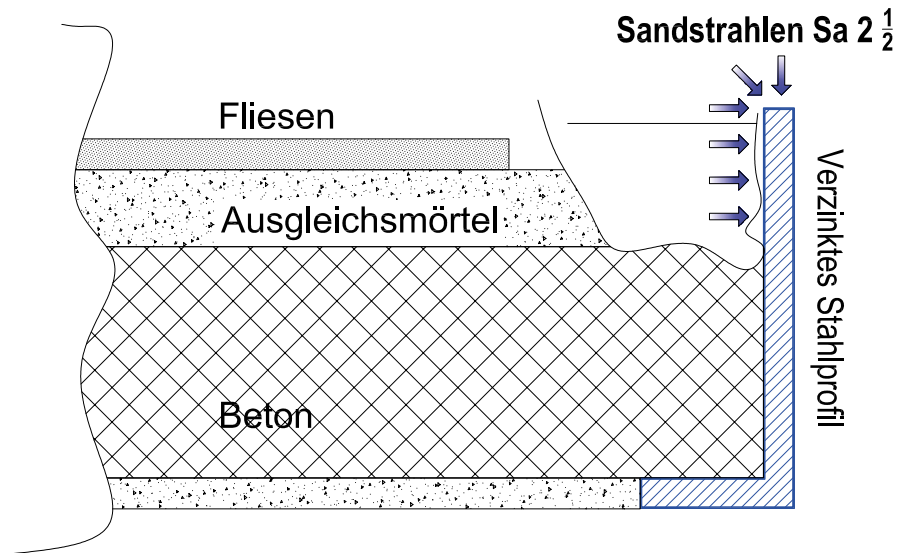 Sandstrahlen Sa 2 ½
Fliesen
Ausgleichsmörtel
Verzinktes Stahlprofil
Beton